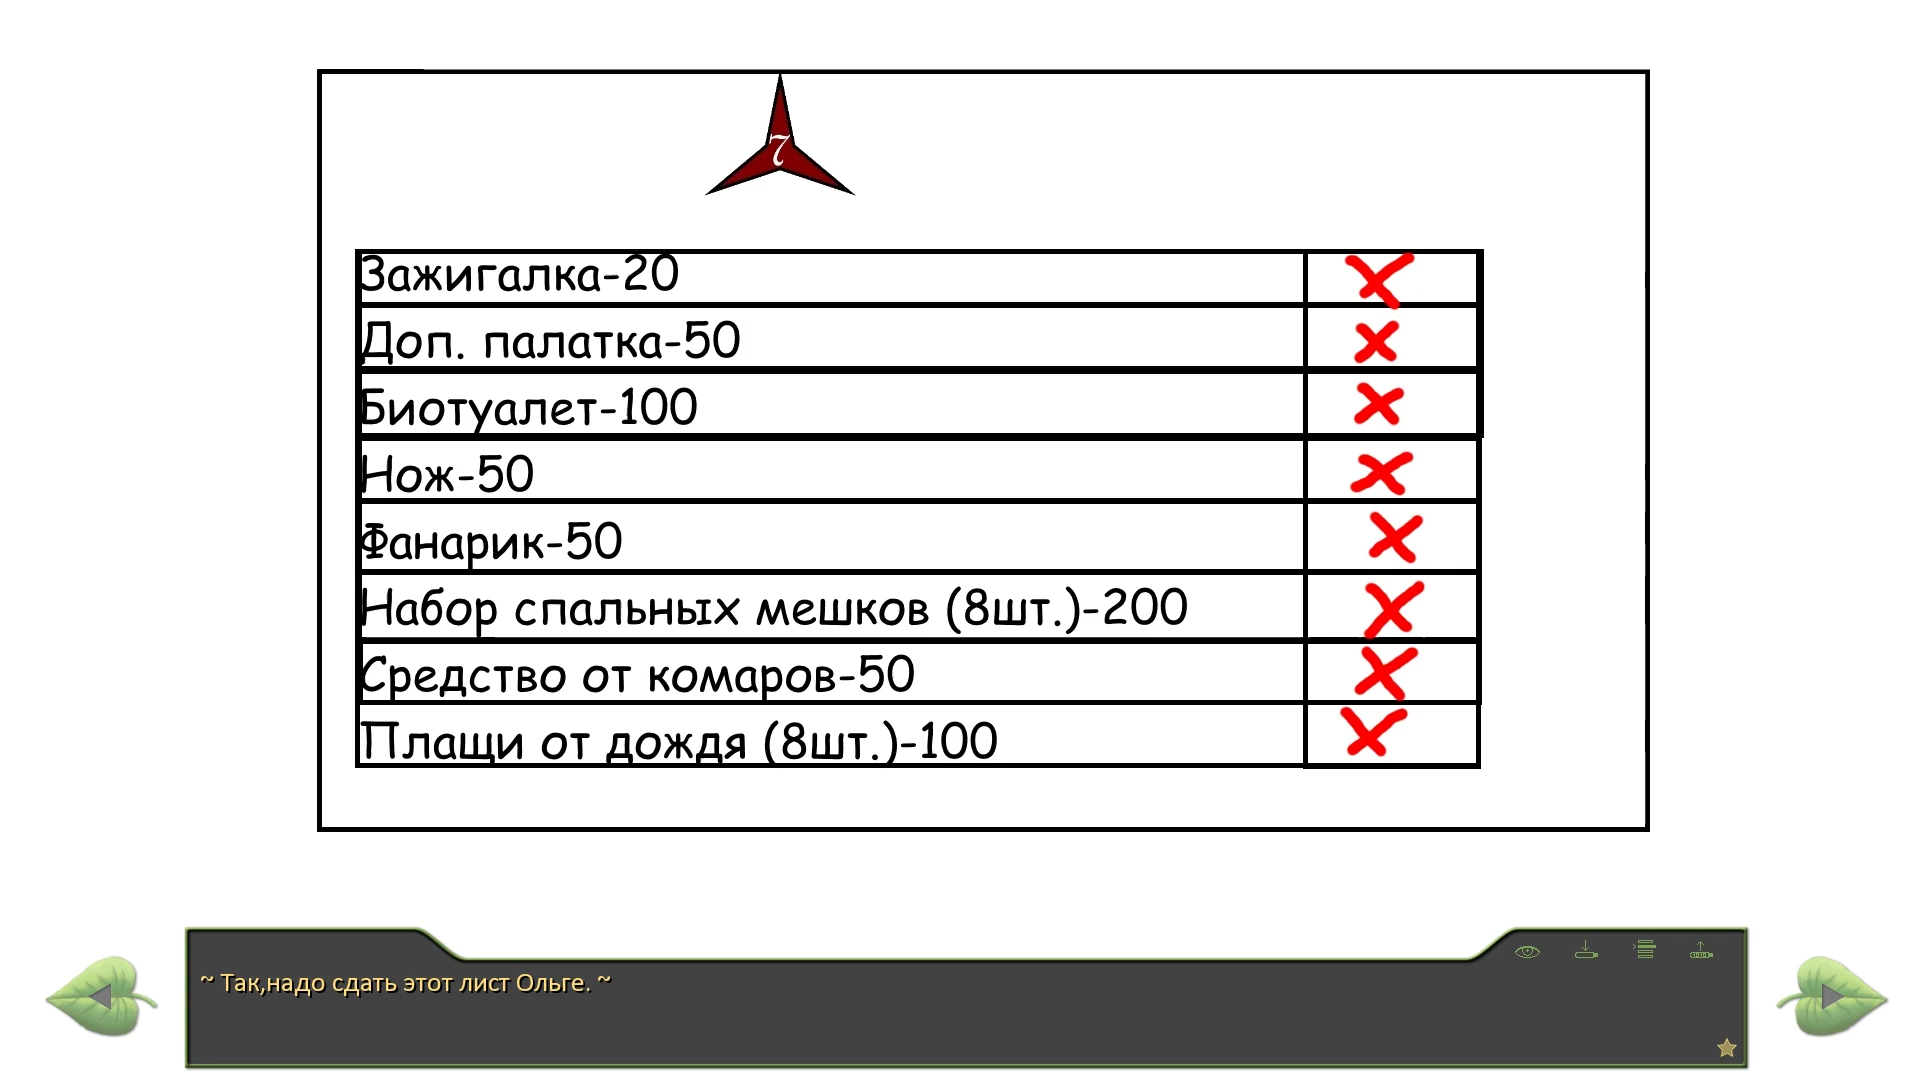 7
Зажигалка-20
Доп. палатка-50
Биотуалет-100
Нож-50
Фанарик-50
Набор спальных мешков (8шт.)-200
Средство от комаров-50
Плащи от дождя (8шт.)-100
~ Так,надо сдать этот лист Ольге. ~